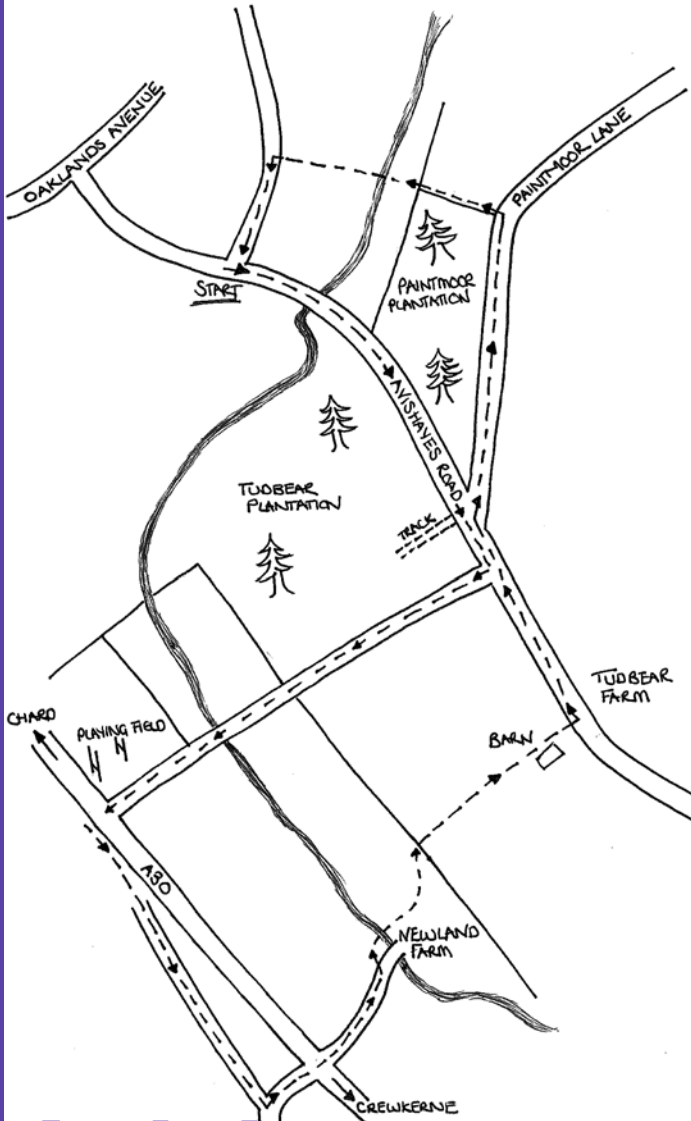 OAKLANDS AVENUE
PAINTMOOR LANE
START
PAINTMOOR
PLANTATION
AVISHAYES ROAD
TUDBEAR
PLANTATION
TRACK
TUDBEAR
FARM
CHARD
PLAYING FIELD
BARN
A30
NEWLAND
FARM
CREWKERNE